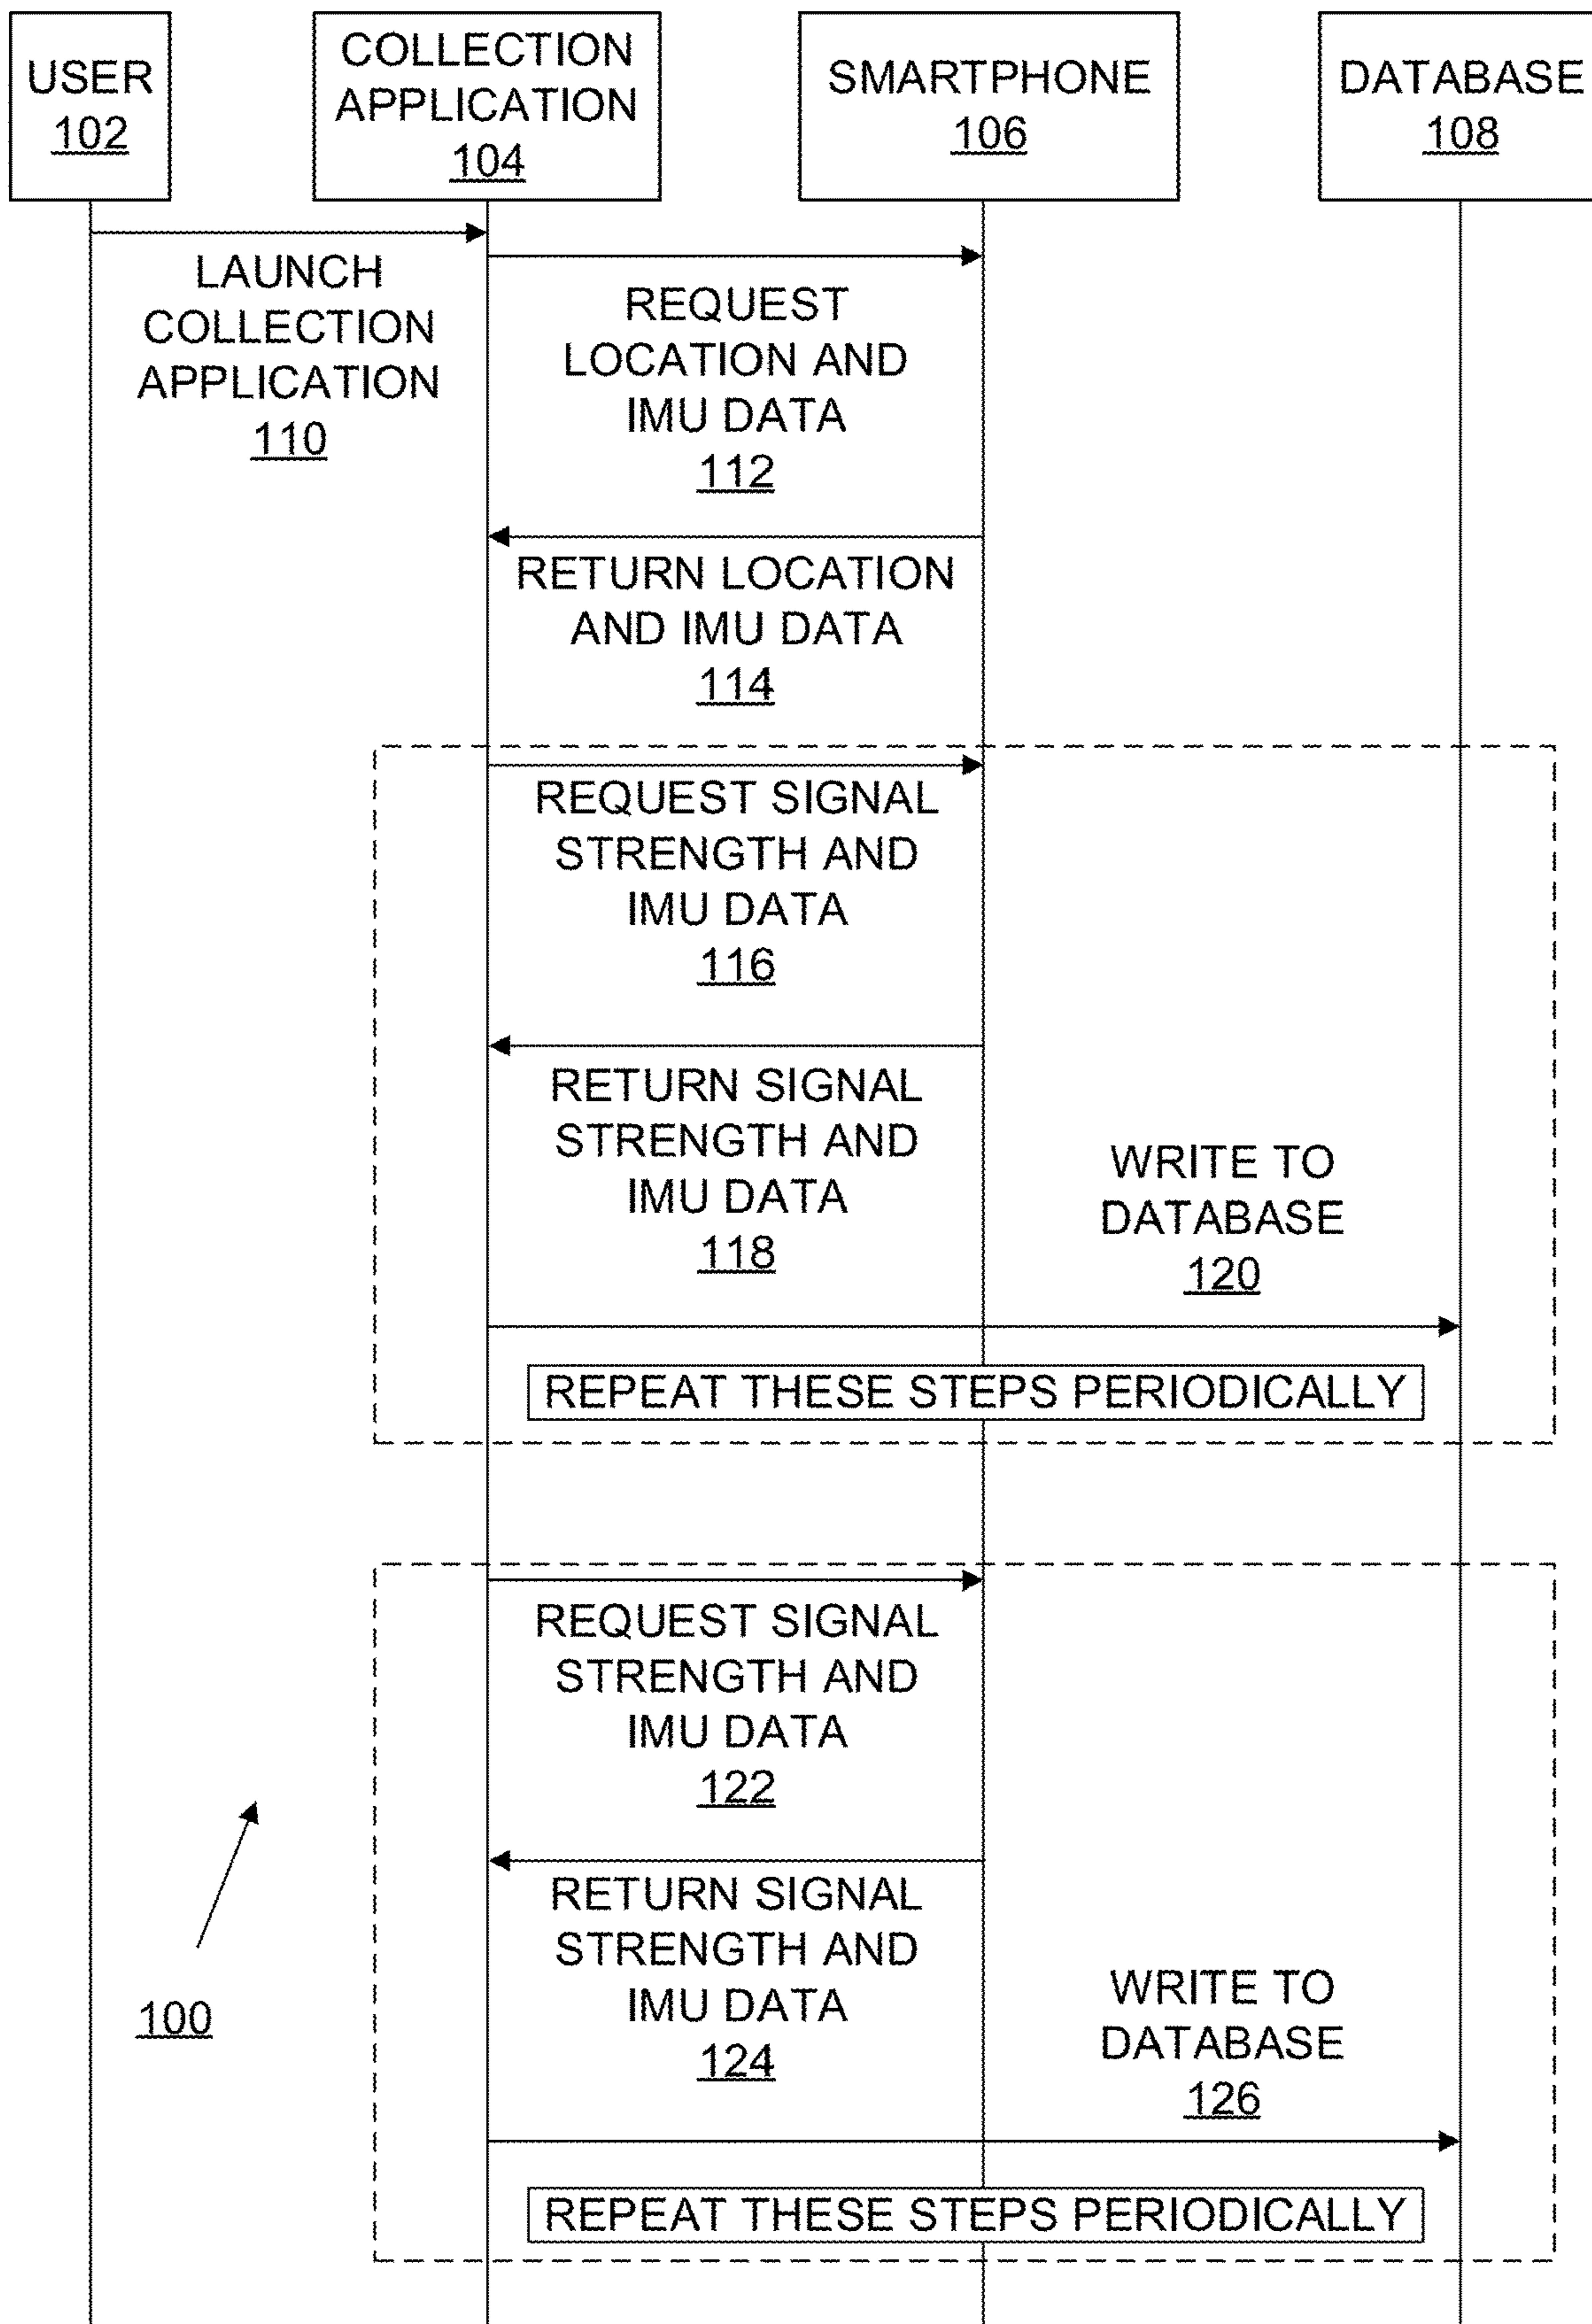 USER
102
COLLECTION
APPLICATION
104
SMARTPHONE
106
DATABASE
108
LAUNCH
COLLECTION
APPLICATION
110
REQUEST
LOCATION AND
IMU DATA
112
RETURN LOCATION
AND IMU DATA
114
REQUEST SIGNAL
STRENGTH AND
IMU DATA
116
RETURN SIGNAL
STRENGTH AND
IMU DATA
118
WRITE TO
DATABASE
120
REPEAT THESE STEPS PERIODICALLY
REQUEST SIGNAL
STRENGTH AND
IMU DATA
122
RETURN SIGNAL
STRENGTH AND
IMU DATA
124
WRITE TO
DATABASE
126
REPEAT THESE STEPS PERIODICALLY
100